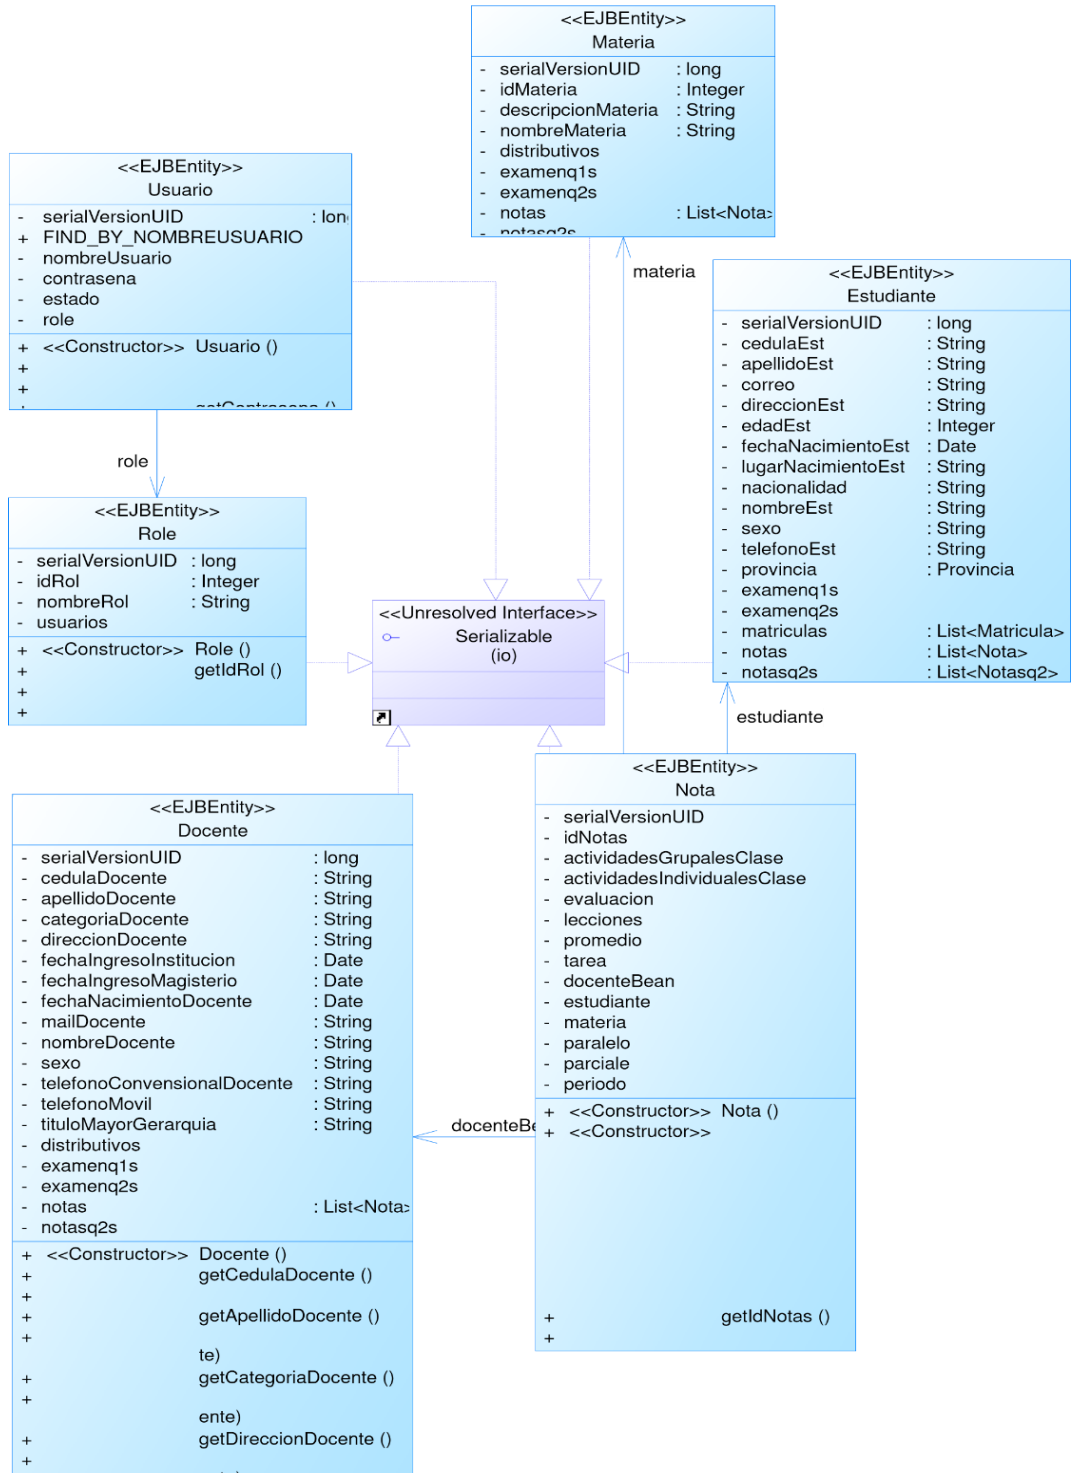 <<EJBEntity>>
Materia
- serialVersionUID : long
- idMateria : Integer
- descripcionMateria : String
- nombreMateria : String
- distributivos
- examenq1s
- examenq2s
- notas : List<Nota>
- notasq2s
<<EJBEntity>>
Usuario
- serialVersionUID : long
+ FIND_BY_NOMBREUSUARIO
- nombreUsuario
- contrasena
- estado
- role
+ <<Constructor>> Usuario ()
+
+
getContrasena ()
materia
<<EJBEntity>>
Estudiante
- serialVersionUID : long
- cedulaEst : String
- apellidoEst : String
- correo : String
- direccionEst : String
- edadEst : Integer
- fechaNacimientoEst : Date
- lugarNacimientoEst : String
- nacionalidad : String
- nombreEst : String
- sexo : String
- telefonoEst : String
- provincia : Provincia
- examenq1s
- examenq2s
- matriculas : List<Matricula>
- notas : List<Nota>
- notasq2s : List<Notasq2>
role
<<EJBEntity>>
Role
- serialVersionUID : long
- idRol : Integer
- nombreRol : String
- usuarios
+ <<Constructor>> Role ()
+ getIdRol ()
+
+
<<Unresolved Interface>>
Serializable
(io)
estudiante
<<EJBEntity>>
Nota
- serialVersionUID
- idNotas
- actividadesGrupalesClase
- actividadesIndividualesClase
- evaluacion
- lecciones
- promedio
- tarea
- docenteBean
- estudiante
- materia
- paralelo
- parciale
- periodo
+ <<Constructor>> Nota ()
+ <<Constructor>>
+ getIdNotas ()
+
docenteBe
<<EJBEntity>>
Docente
- serialVersionUID : long
- cedulaDocente : String
- apellidoDocente : String
- categoriaDocente : String
- direccionDocente : String
- fechaIngresoInstitucion : Date
- fechaIngresoMagisterio : Date
- fechaNacimientoDocente : Date
- mailDocente : String
- nombreDocente : String
- sexo : String
- telefonoConvensionalDocente : String
- telefonoMovil : String
- tituloMayorGerarquia : String
- distributivos
- examenq1s
- examenq2s
- notas : List<Nota>
- notasq2s
+ <<Constructor>> Docente ()
+ getCedulaDocente ()
+
+ getApellidoDocente ()
+
te)
+ getCategoriaDocente ()
+
ente)
+ getDireccionDocente ()
+